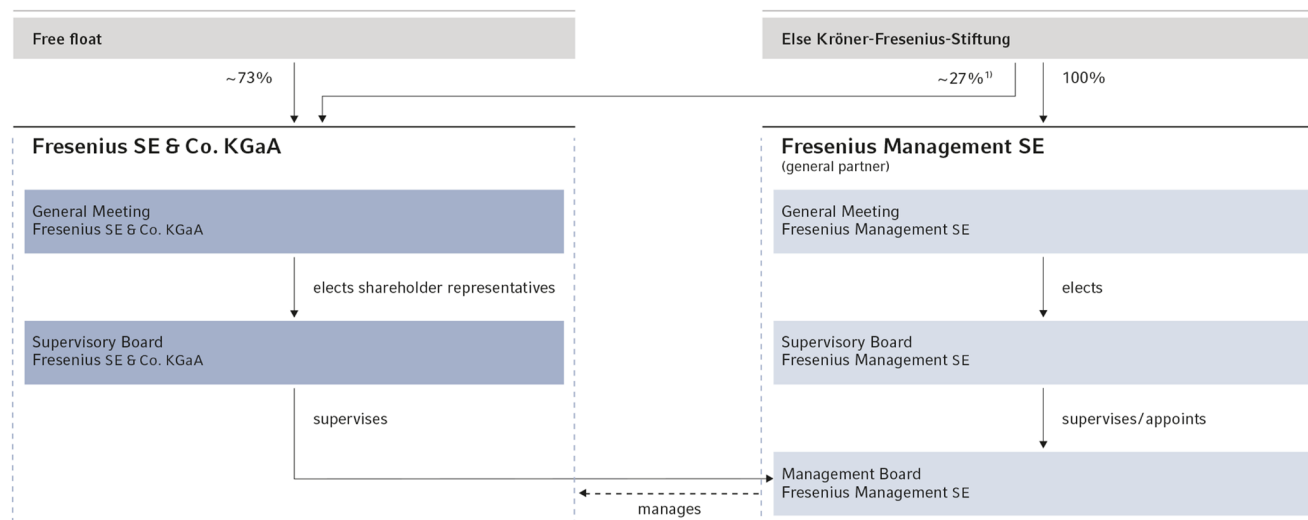 Free float
Else Kröner-Fresenius-Stiftung
~73%
~27% 1)
100%
Fresenius SE & Co. KGaA
Fresenius Management SE
(general partner)
General Meeting
Fresenius SE & Co. KGaA
General Meeting
Fresenius Management SE
elects shareholder representatives
elects
Supervisory Board
Fresenius SE & Co. KGaA
Supervisory Board
Fresenius Management SE
supervises
supervises/appoints
Management Board
Fresenius Management SE
manages